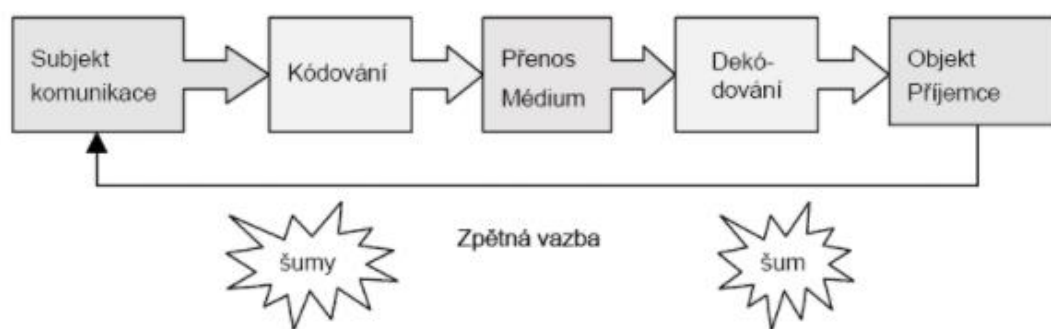 Subjekt
komunikace
Kódování
Přenos
Médium
Dekó-
dování
Objekt
Příjemce
Zpětná vazba
šumy
šum